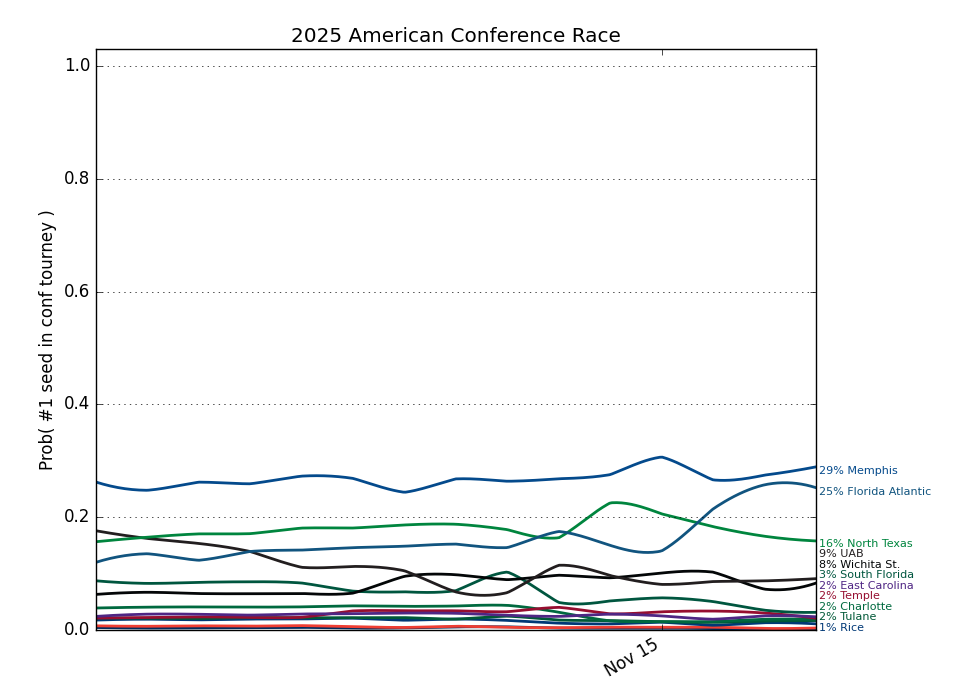 2025 American Conference Race
Prob( #1 seed in conf tourney )
1.0
0.8
0.6
0.4
0.2
0.0
Nov 15
29% Memphis
25% Florida Atlantic
16% North Texas
9% UAB
8% Wichita St.
3% South Florida
2% East Carolina
2% Temple
2% Charlotte
2% Tulane
1% Rice